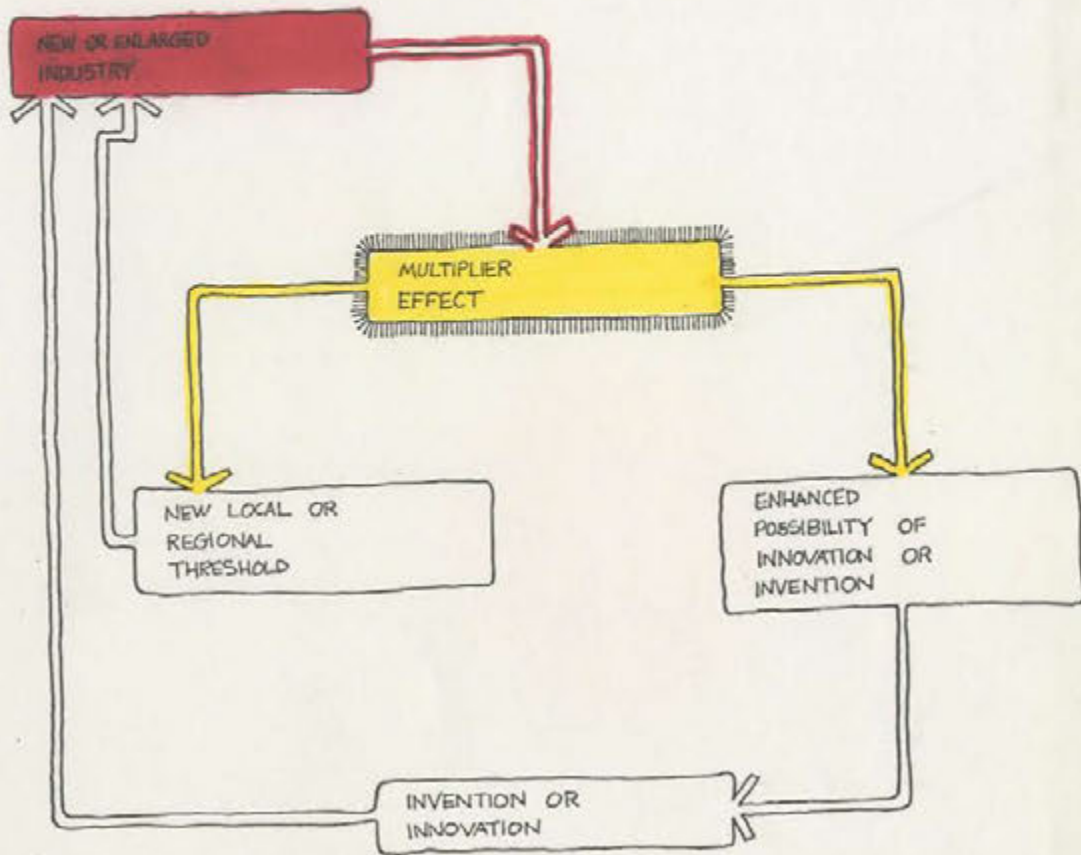 NEW OR ENLARGED
INDUSTRY
MULTIPLIER
EFFECT
NEW LOCAL OR
REGIONAL
THRESHOLD
ENHANCED
POSSIBILITY OF
INNOVATION OR
INVENTION
INVENTION OR
INNOVATION